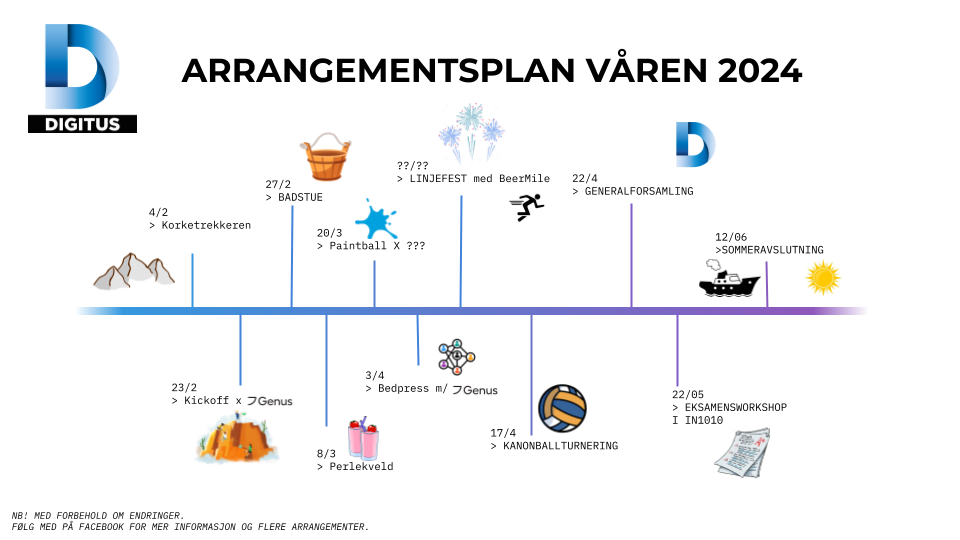 DIGITUS
ARRANGEMENTSPLAN VÅREN 2024
4/2
> Korketrekkeren
27/2
> BADSTUE
20/3
> Paintball X ???
??/??
> LINJEFEST med BeerMile
22/4
> GENERALFORSAMLING
12/06
>SOMMERAVSLUTNING
23/2
> Kickoff x Genus
8/3
> Perlekveld
3/4
> Bedpress m/ Genus
17/4
> KANONBALLTURNERING
22/05
> EKSAMENSWORKSHOP
I IN1010
NB! MED FORBEHOLD OM ENDRINGER.
FØLG MED PÅ FACEBOOK FOR MER INFORMASJON OG FLERE ARRANGEMENTER.